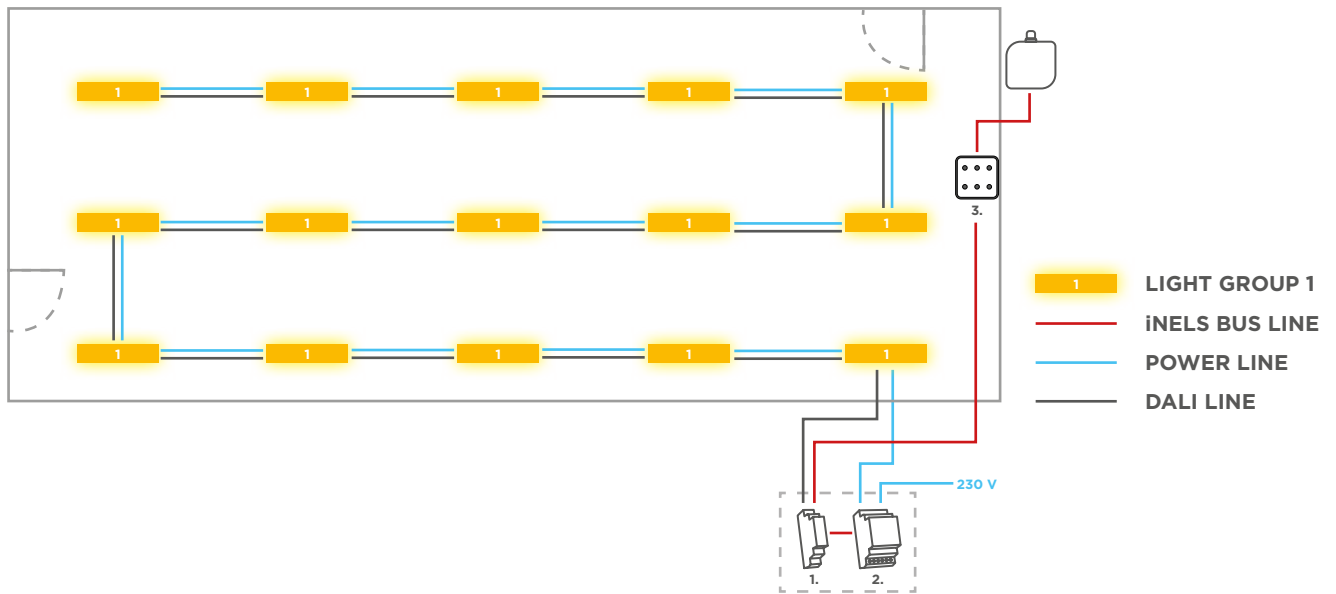 1 1 1 1 1
3.
1 1 1 1 1
1 LIGHT GROUP 1
iNELS BUS LINE
1 1 1 1 1
POWER LINE
DALI LINE
230 V
1. 2.